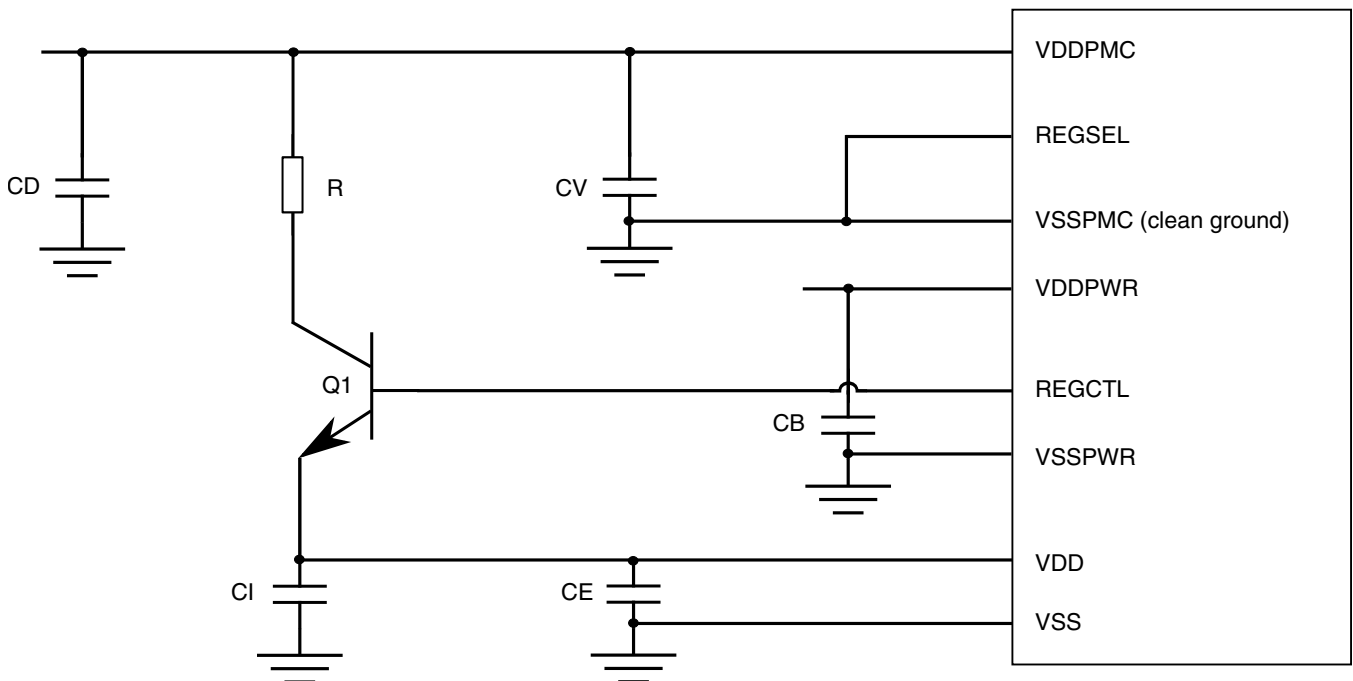 VDDPMC
REGSEL
CD
R
CV
VSSPMC (clean ground)
VDDPWR
Q1
REGCTL
CB
VSSPWR
VDD
CI
CE
VSS